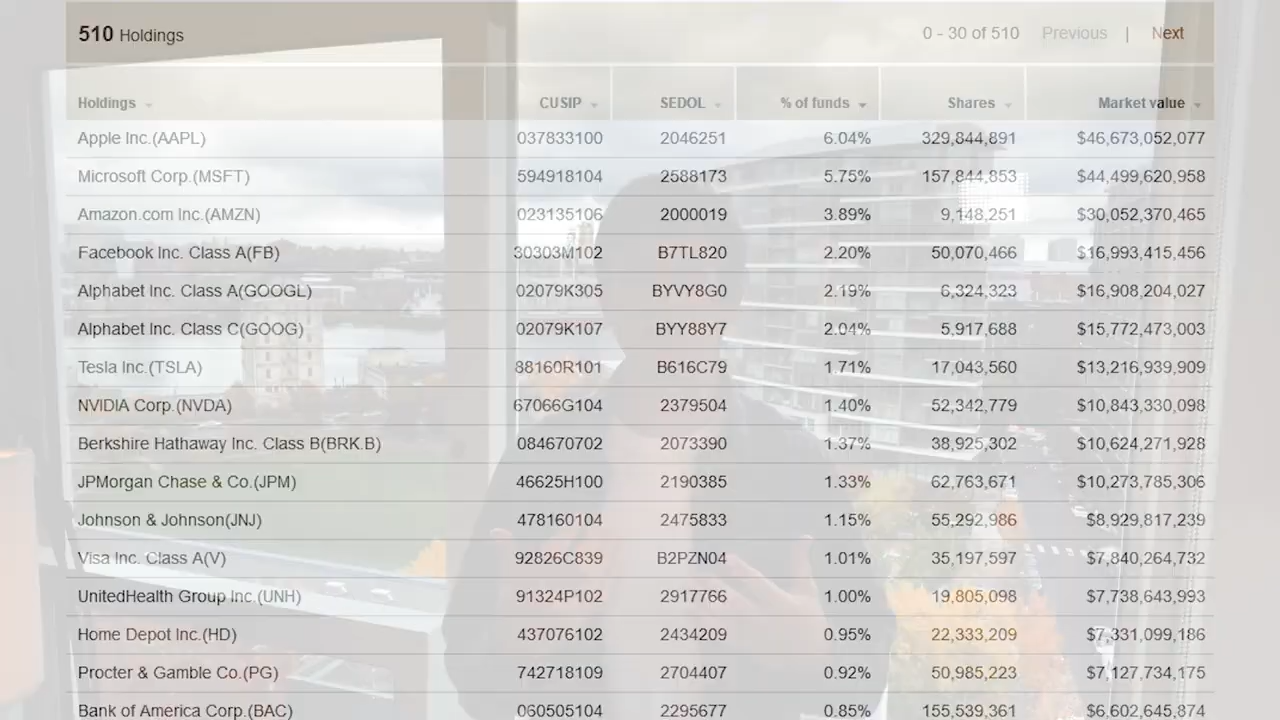 510 Holdings 0 - 30 of 510 Previous | Next
Holdings CUSIP SEDOL % of funds Shares Market value
Apple Inc.(AAPL) 037833100 2046251 6.04% 329,844,891 $46,673,052,077
Microsoft Corp.(MSFT) 594918104 2588173 5.75% 157,844,853 $44,499,620,958
Amazon.com Inc.(AMZN) 023135106 2000019 3.89% 9,148,251 $30,052,370,465
Facebook Inc. Class A(FB) 30303M102 B7TL820 2.20% 50,070,466 $16,993,415,456
Alphabet Inc. Class A(GOOGL) 02079K305 BYVY8G0 2.19% 6,324,323 $16,908,204,027
Alphabet Inc. Class C(GOOG) 02079K107 BYY88Y7 2.04% 5,917,688 $15,772,473,003
Tesla Inc.(TSLA) 88160R101 B616C79 1.71% 17,043,560 $13,216,939,909
NVIDIA Corp.(NVDA) 67066G104 2379504 1.40% 52,342,779 $10,843,330,098
Berkshire Hathaway Inc. Class B(BRK.B) 084670702 2073390 1.37% 38,925,302 $10,624,271,928
JPMorgan Chase & Co.(JPM) 46625H100 2190385 1.33% 62,763,671 $10,273,785,306
Johnson & Johnson(JNJ) 478160104 2475833 1.15% 55,292,986 $8,929,817,239
Visa Inc. Class A(V) 92826C839 B2PZN04 1.01% 35,197,597 $7,840,264,732
UnitedHealth Group Inc.(UNH) 91324P102 2917766 1.00% 19,805,098 $7,738,643,993
Home Depot Inc.(HD) 437076102 2434209 0.95% 22,333,209 $7,331,099,186
Procter & Gamble Co.(PG) 742718109 2704407 0.92% 50,985,223 $7,127,734,175
Bank of America Corp.(BAC) 060505104 2295677 0.85% 155,539,361 $6,602,645,874